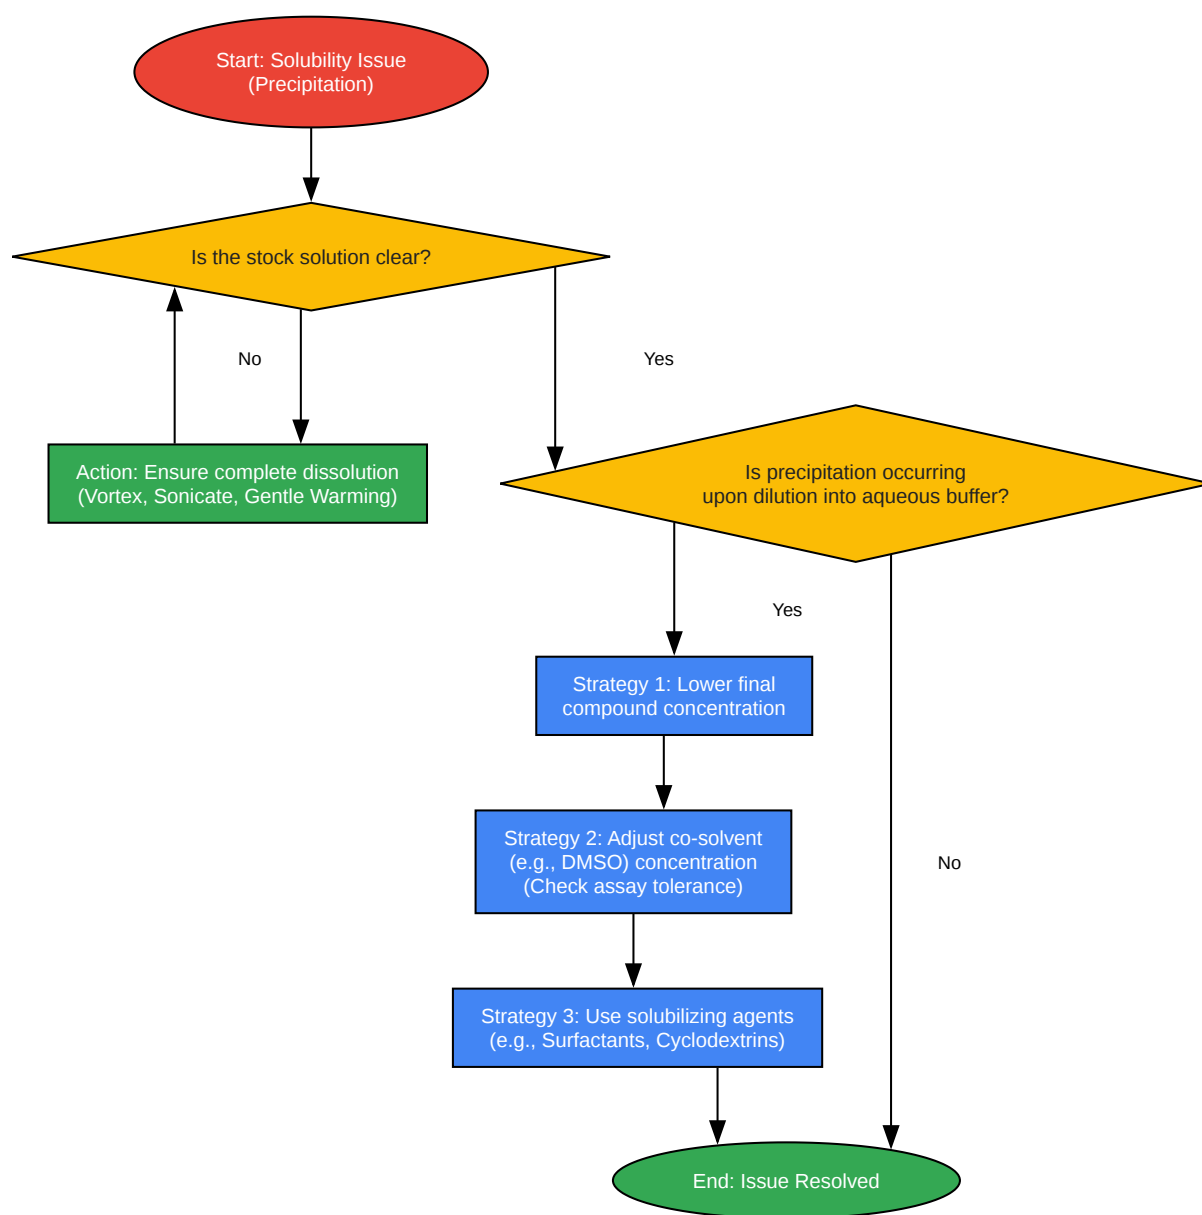 Start: Solubility Issue
(Precipitation)
Is the stock solution clear?
No
Yes
Action: Ensure complete dissolution
(Vortex, Sonicate, Gentle Warming)
Is precipitation occurring
upon dilution into aqueous buffer?
Yes
Strategy 1: Lower final
compound concentration
Strategy 2: Adjust co-solvent
(e.g., DMSO) concentration
(Check assay tolerance)
No
Strategy 3: Use solubilizing agents
(e.g., Surfactants, Cyclodextrins)
End: Issue Resolved